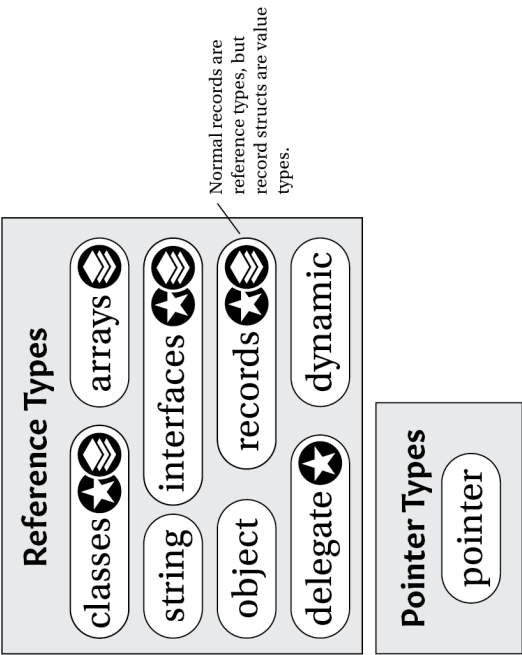 Reference Types
classes
arrays
string
interfaces
object
records
delegate
dynamic
Normal records are
reference types, but
record structs are value
types.
Pointer Types
pointer